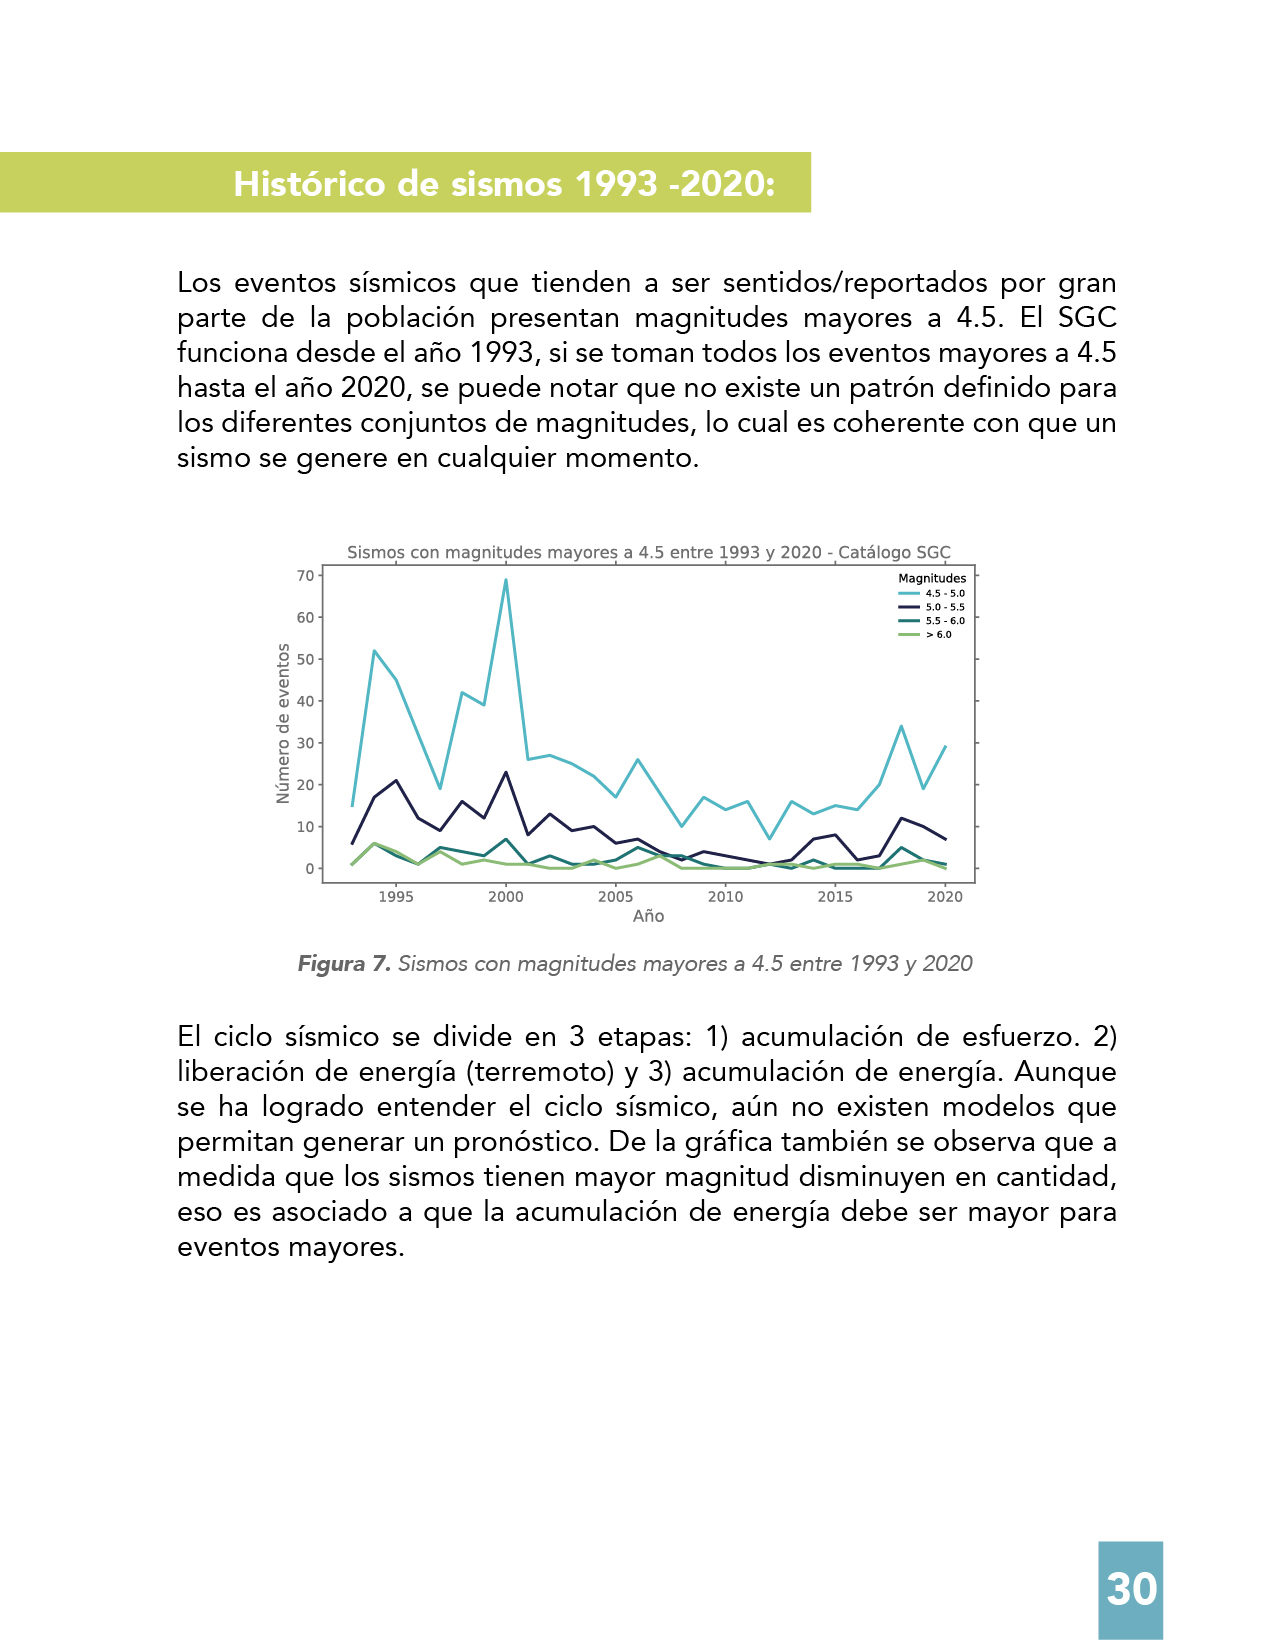 Histórico de sismos 1993 -2020:
Los eventos sísmicos que tienden a ser sentidos/reportados por gran
parte de la población presentan magnitudes mayores a 4.5. El SGC
funciona desde el año 1993, si se toman todos los eventos mayores a 4.5
hasta el año 2020, se puede notar que no existe un patrón definido para
los diferentes conjuntos de magnitudes, lo cual es coherente con que un
sismo se genere en cualquier momento.
Sismos con magnitudes mayores a 4.5 entre 1993 y 2020 - Catálogo SGC
Número de eventos
70
60
50
40
30
20
10
0
Magnitudes
4.5 - 5.0
5.0 - 5.5
5.5 - 6.0
> 6.0
1995 2000 2005 2010 2015 2020
Año
Figura 7. Sismos con magnitudes mayores a 4.5 entre 1993 y 2020
El ciclo sísmico se divide en 3 etapas: 1) acumulación de esfuerzo. 2)
liberación de energía (terremoto) y 3) acumulación de energía. Aunque
se ha logrado entender el ciclo sísmico, aún no existen modelos que
permitan generar un pronóstico. De la gráfica también se observa que a
medida que los sismos tienen mayor magnitud disminuyen en cantidad,
eso es asociado a que la acumulación de energía debe ser mayor para
eventos mayores.
30